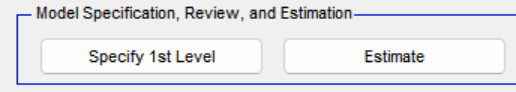 Model Specification, Review, and Estimation
Specify 1st Level Estimate